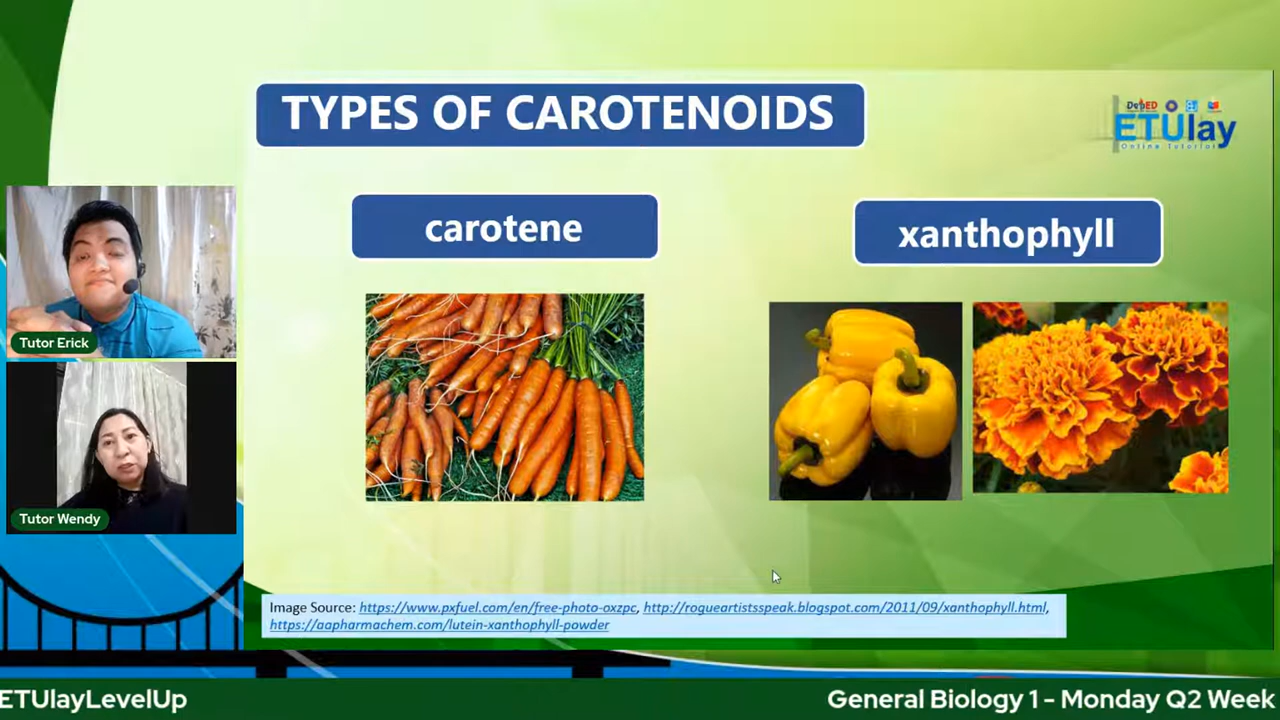 TYPES OF CAROTENOIDS
DepED
ETUlay
Online Tutorial
carotene
xanthophyll
Tutor Erick
Tutor Wendy
Image Source: https://www.pxfuel.com/en/free-photo-oxzpc, http://rogueartistsspeak.blogspot.com/2011/09/xanthophyll.html,
https://aapharmachem.com/lutein-xanthophyll-powder
ETUlayLevelUp
General Biology 1 - Monday Q2 Week